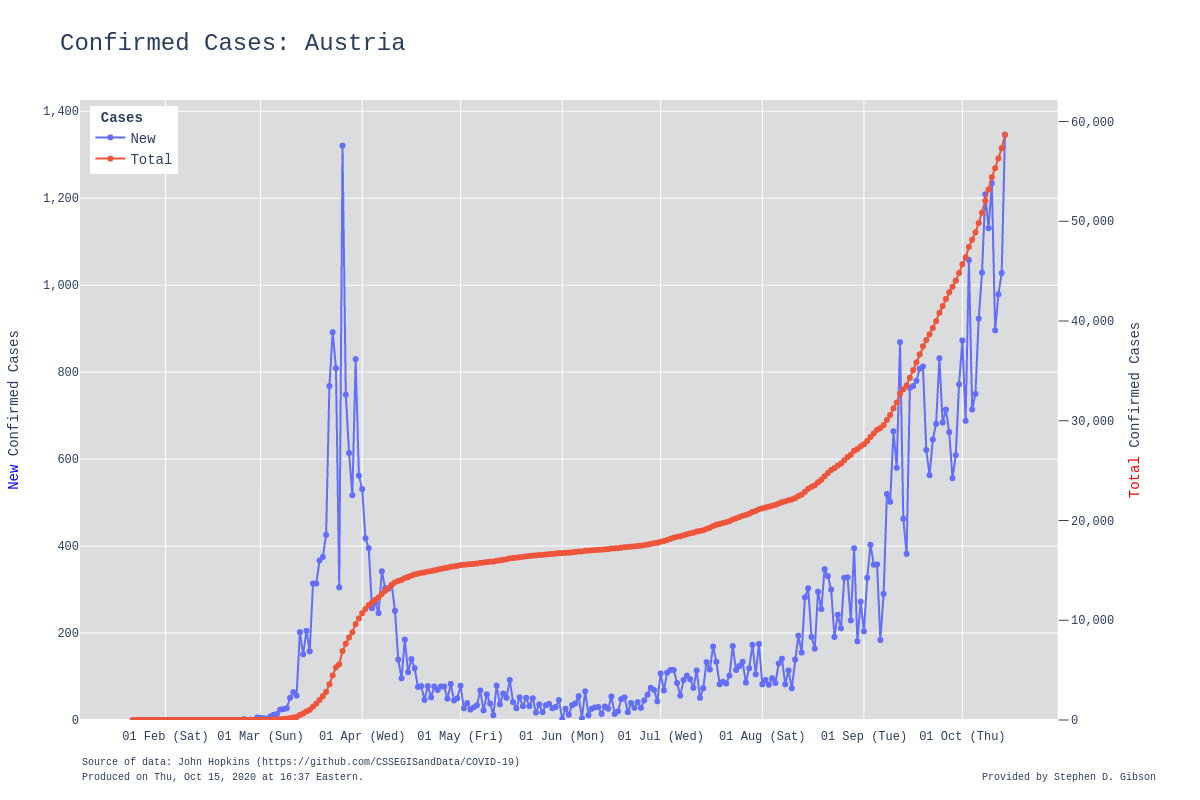 Confirmed Cases: Austria
Cases
New
Total
1,400
1,200
1,000
800
600
400
200
0
60,000
50,000
40,000
30,000
20,000
10,000
0
New Confirmed Cases
Total Confirmed Cases
01 Feb (Sat) 01 Mar (Sun) 01 Apr (Wed) 01 May (Fri) 01 Jun (Mon) 01 Jul (Wed) 01 Aug (Sat) 01 Sep (Tue) 01 Oct (Thu)
Source of data: John Hopkins (https://github.com/CSSEGISandData/COVID-19)
Produced on Thu, Oct 15, 2020 at 16:37 Eastern.
Provided by Stephen D. Gibson